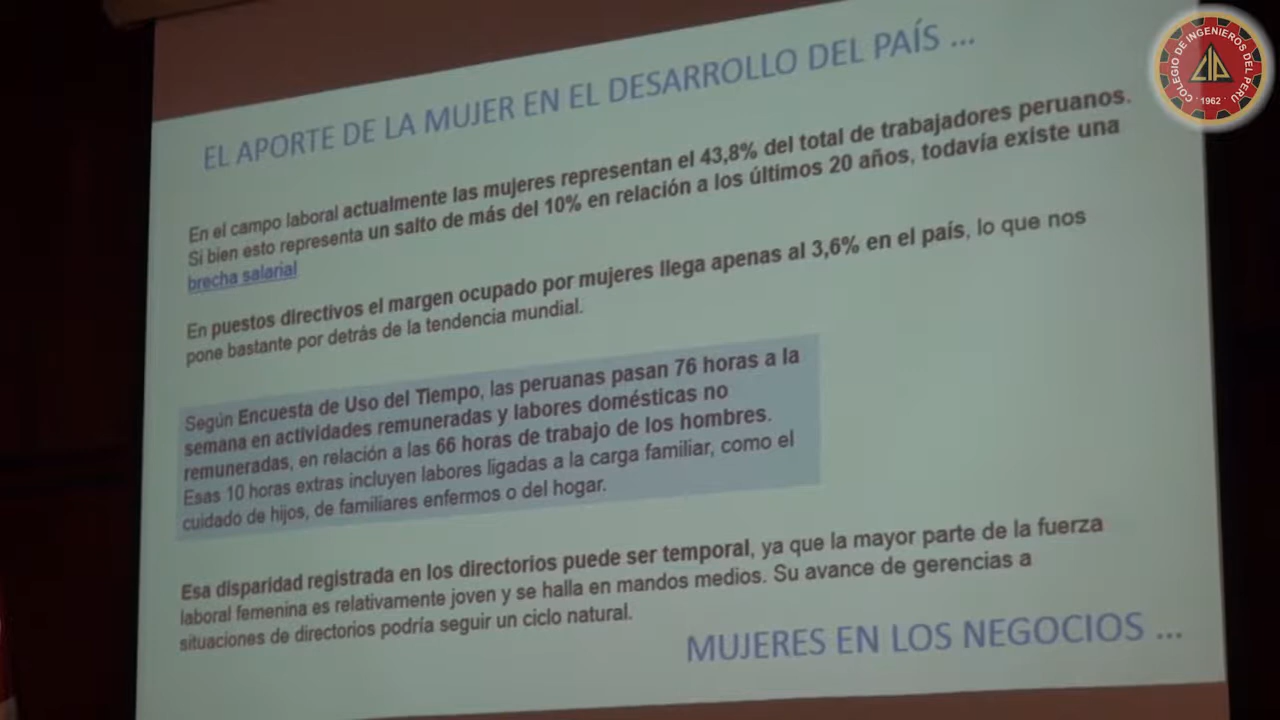 EL APORTE DE LA MUJER EN EL DESARROLLO DEL PAÍS ...
En el campo laboral actualmente las mujeres representan el 43,8% del total de trabajadores peruanos.
Si bien esto representa un salto de más del 10% en relación a los últimos 20 años, todavía existe una
brecha salarial
En puestos directivos el margen ocupado por mujeres llega apenas al 3,6% en el país, lo que nos
pone bastante por detrás de la tendencia mundial.
Según Encuesta de Uso del Tiempo, las peruanas pasan 76 horas a la
semana en actividades remuneradas y labores domésticas no
remuneradas, en relación a las 66 horas de trabajo de los hombres.
Esas 10 horas extras incluyen labores ligadas a la carga familiar, como el
cuidado de hijos, de familiares enfermos o del hogar.
Esa disparidad registrada en los directorios puede ser temporal, ya que la mayor parte de la fuerza
laboral femenina es relativamente joven y se halla en mandos medios. Su avance de gerencias a
situaciones de directorios podría seguir un ciclo natural.
MUJERES EN LOS NEGOCIOS ...
COLEGIO DE INGENIEROS DEL PERÚ
CIP
· 1962 ·